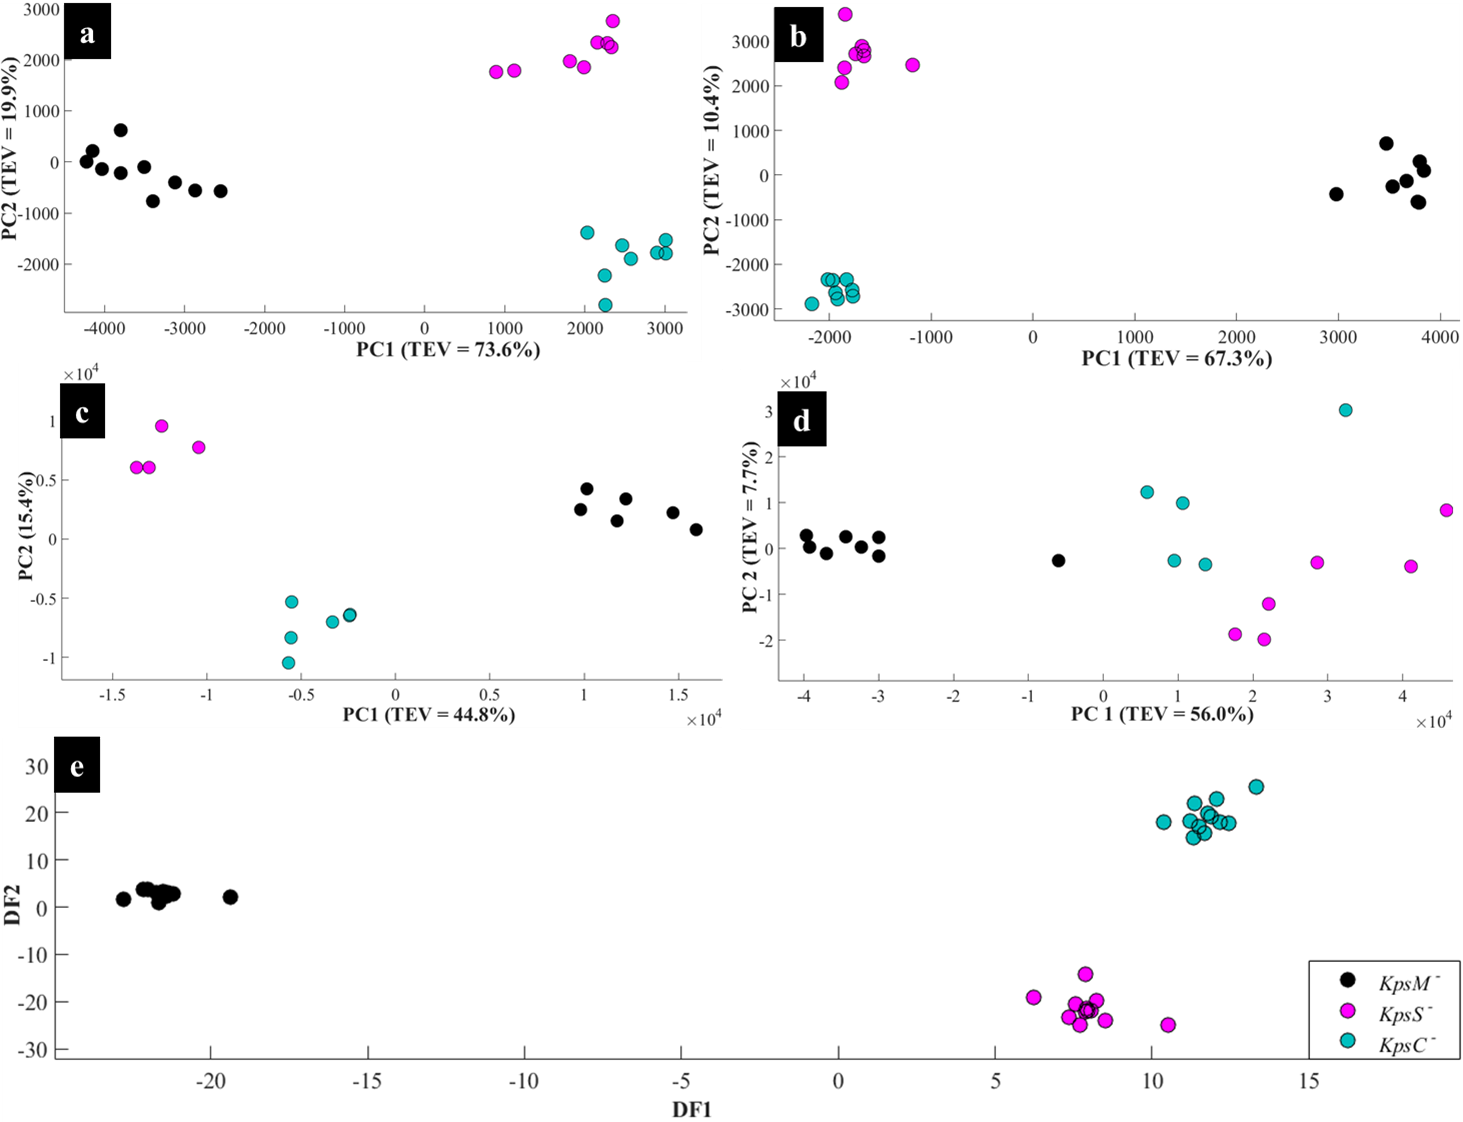 a
3000
2000
1000
0
-1000
-2000
PC2 (TEV = 19.9%)
-4000 -3000 -2000 -1000 0 1000 2000 3000
PC1 (TEV = 73.6%)
b
3000
2000
1000
0
-1000
-2000
-3000
PC2 (TEV = 10.4%)
-2000 -1000 0 1000 2000 3000 4000
PC1 (TEV = 67.3%)
×10^4
c
1
0.5
0
-0.5
-1
PC2 (15.4%)
-1.5 -1 -0.5 0 0.5 1 1.5
PC1 (TEV = 44.8%)
×10^4
×10^4
d
3
2
1
0
-1
-2
PC 2 (TEV = 7.7%)
-4 -3 -2 -1 0 1 2 3 4
PC 1 (TEV = 56.0%)
×10^4
e
30
20
10
0
-10
-20
-30
DF2
-20 -15 -10 -5 0 5 10 15
DF1
KpsM⁻
KpsS⁻
KpsC⁻